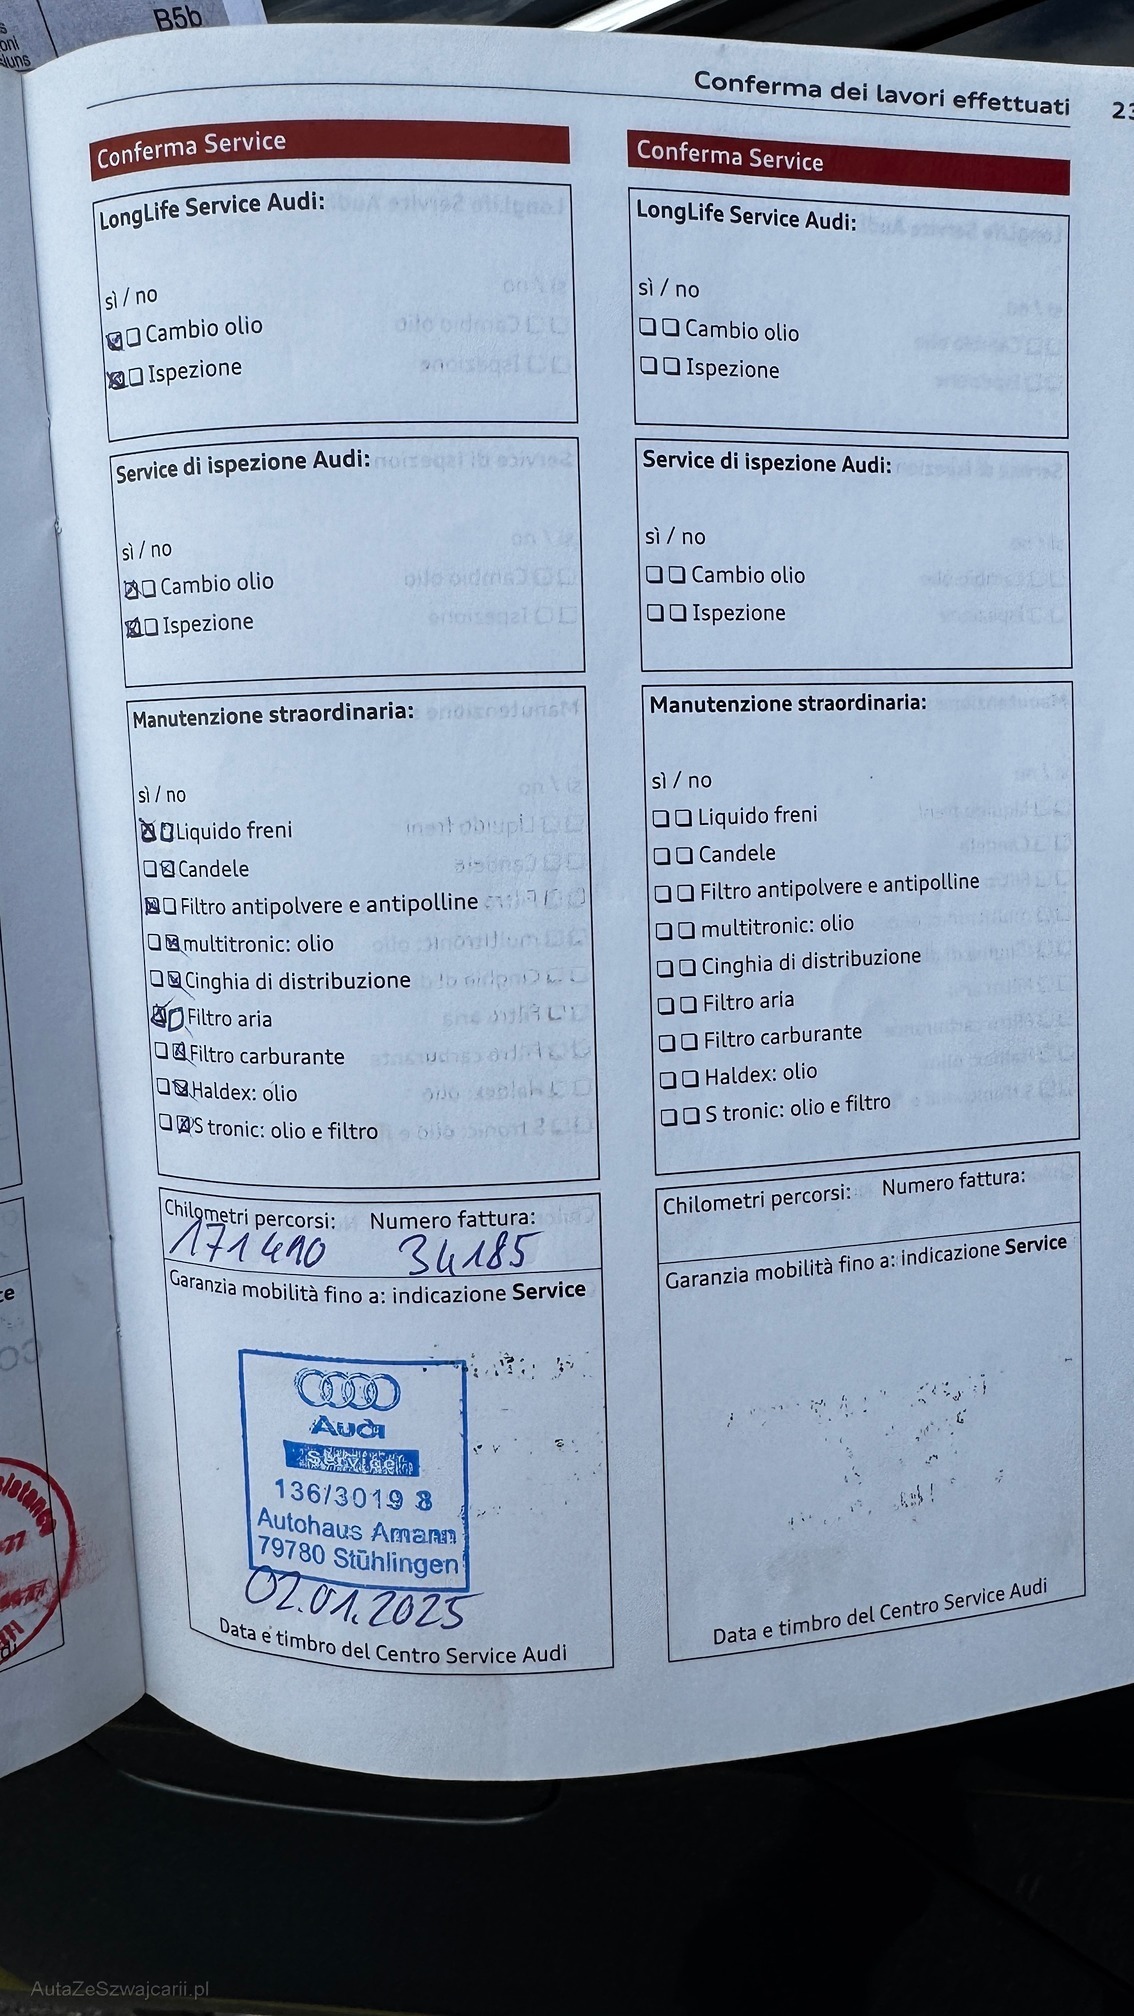 B5b
Conferma dei lavori effettuati
Conferma Service
LongLife Service Audi:
sì / no
Cambio olio
Ispezione
Service di ispezione Audi:
sì / no
Cambio olio
Ispezione
Manutenzione straordinaria:
sì / no
Liquido freni
Candele
Filtro antipolvere e antipolline
multitronic: olio
Cinghia di distribuzione
Filtro aria
Filtro carburante
Haldex: olio
S tronic: olio e filtro
Chilometri percorsi: Numero fattura:
171410 34185
Garanzia mobilità fino a: indicazione Service
Audi
Service
136/3019 8
Autohaus Amann
79780 Stühlingen
02.01.2025
Data e timbro del Centro Service Audi
Conferma Service
LongLife Service Audi:
sì / no
Cambio olio
Ispezione
Service di ispezione Audi:
sì / no
Cambio olio
Ispezione
Manutenzione straordinaria:
sì / no
Liquido freni
Candele
Filtro antipolvere e antipolline
multitronic: olio
Cinghia di distribuzione
Filtro aria
Filtro carburante
Haldex: olio
S tronic: olio e filtro
Chilometri percorsi: Numero fattura:
Garanzia mobilità fino a: indicazione Service
Data e timbro del Centro Service Audi
AutaZeSzwajcarii.pl